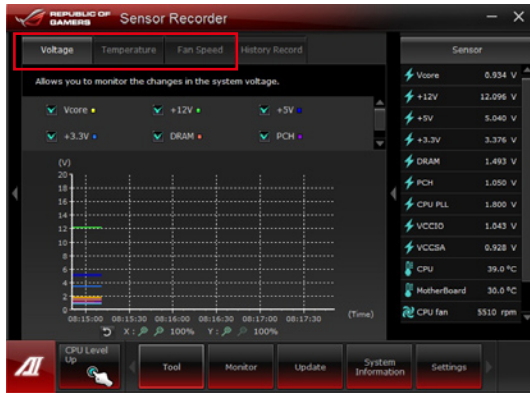 REPUBLIC OF GAMERS Sensor Recorder
Voltage Temperature Fan Speed History Record
Allows you to monitor the changes in the system voltage.
Vcore +12V +5V
+3.3V DRAM PCH
(V)
20
18
16
14
12
10
8
6
4
2
0
08:15:00 08:15:30 08:16:00 08:16:30 08:17:00 08:17:30 (Time)
X : 100% Y : 100%
Sensor
Vcore 0.934 V
+12V 12.096 V
+5V 5.040 V
+3.3V 3.376 V
DRAM 1.493 V
PCH 1.050 V
CPU PLL 1.800 V
VCCIO 1.043 V
VCCSA 0.928 V
CPU 39.0 °C
MotherBoard 30.0 °C
CPU fan 5510 rpm
AI
CPU Level Up
Tool Monitor Update System Information Settings